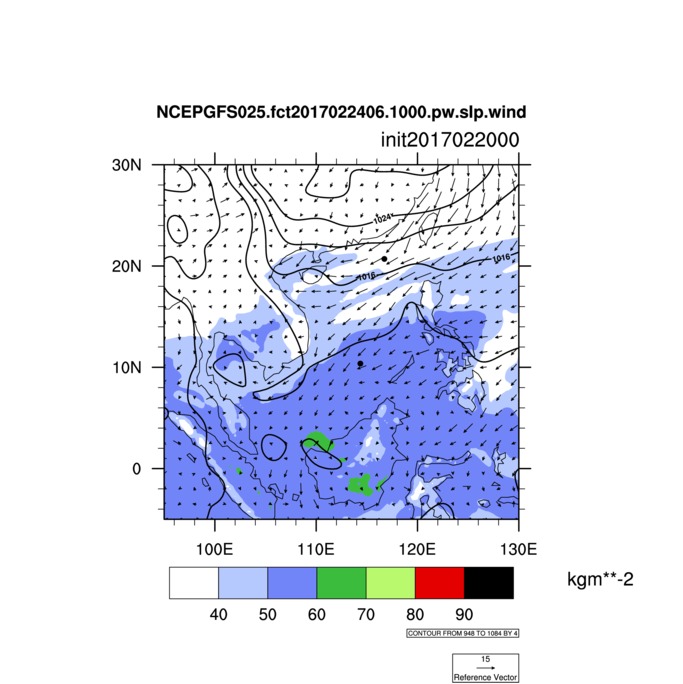 NCEPGFS025.fct2017022406.1000.pw.slp.wind
init2017022000
30N
1024
1016
20N
1016
10N
0
100E 110E 120E 130E
kgm**-2
40 50 60 70 80 90
CONTOUR FROM 948 TO 1084 BY 4
15
Reference Vector